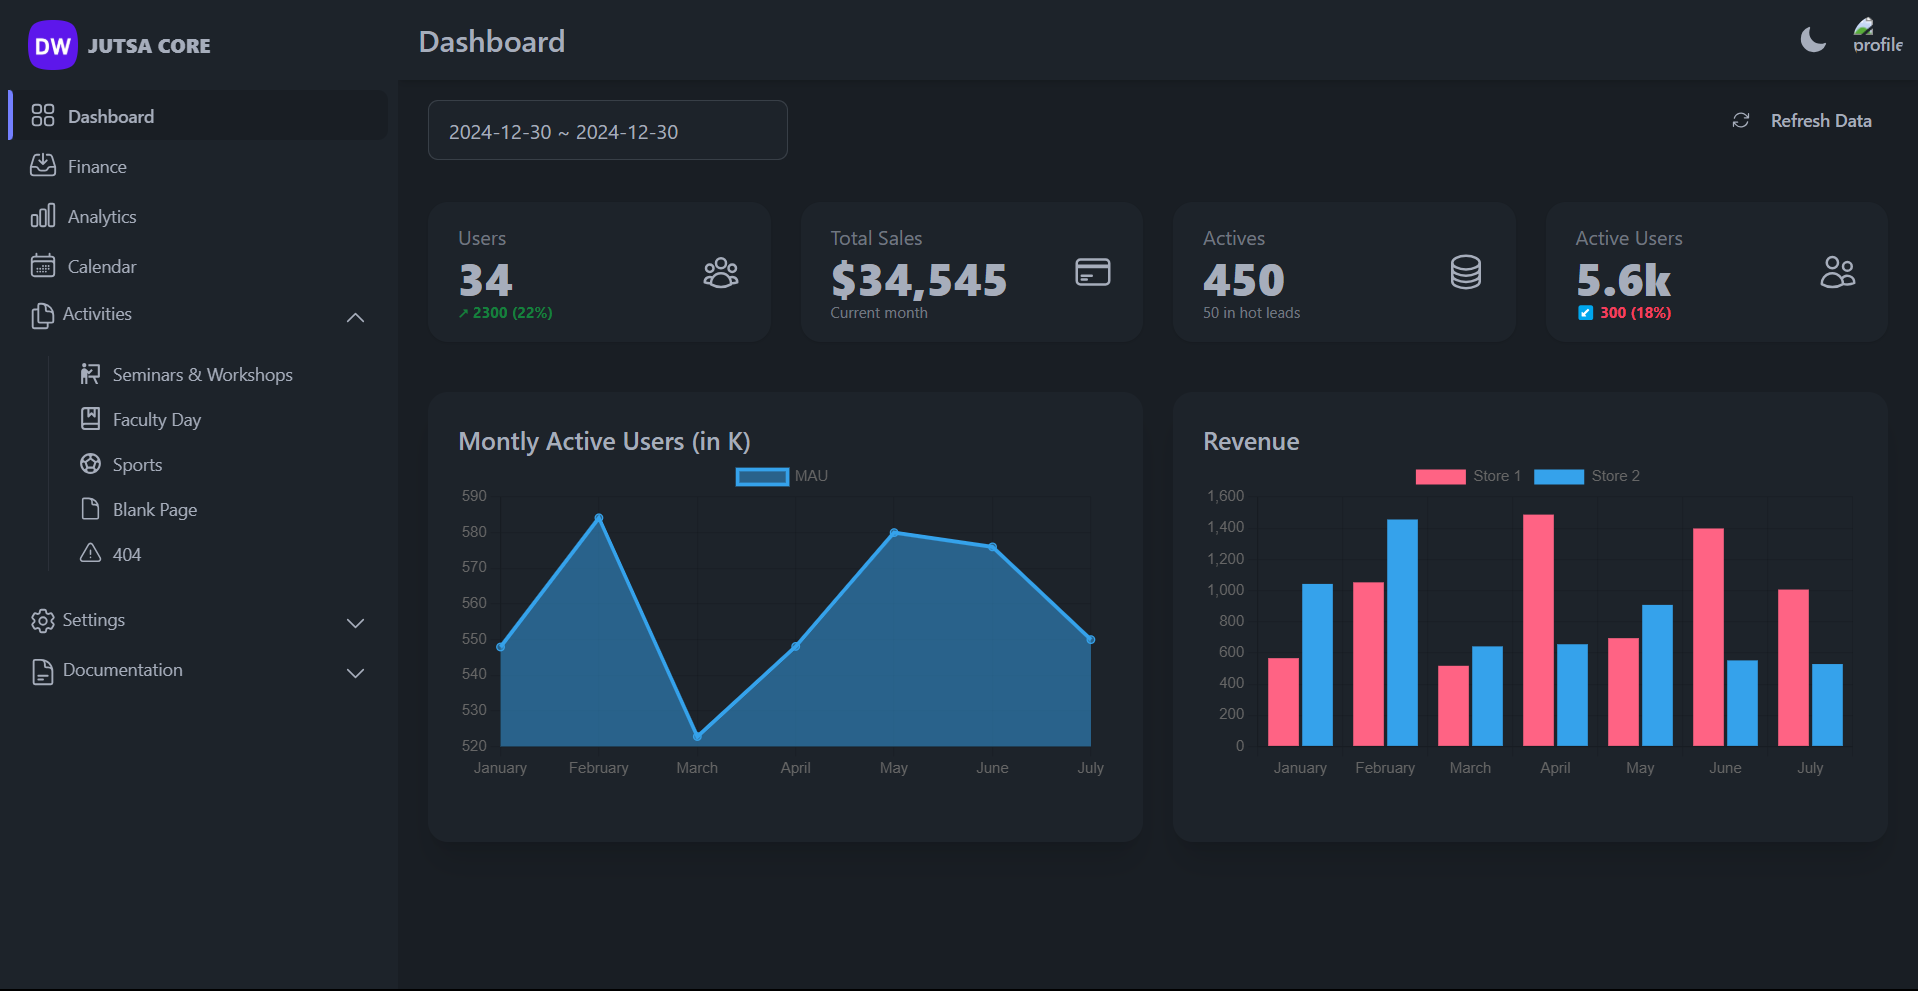 DW JUTSA CORE
Dashboard
profile
Dashboard
Finance
Analytics
Calendar
Activities
Seminars & Workshops
Faculty Day
Sports
Blank Page
404
Settings
Documentation
2024-12-30 ~ 2024-12-30
Refresh Data
Users
34
↗ 2300 (22%)
Total Sales
$34,545
Current month
Actives
450
50 in hot leads
Active Users
5.6k
↙ 300 (18%)
Montly Active Users (in K)
MAU
590
580
570
560
550
540
530
520
January February March April May June July
Revenue
Store 1 Store 2
1,600
1,400
1,200
1,000
800
600
400
200
0
January February March April May June July